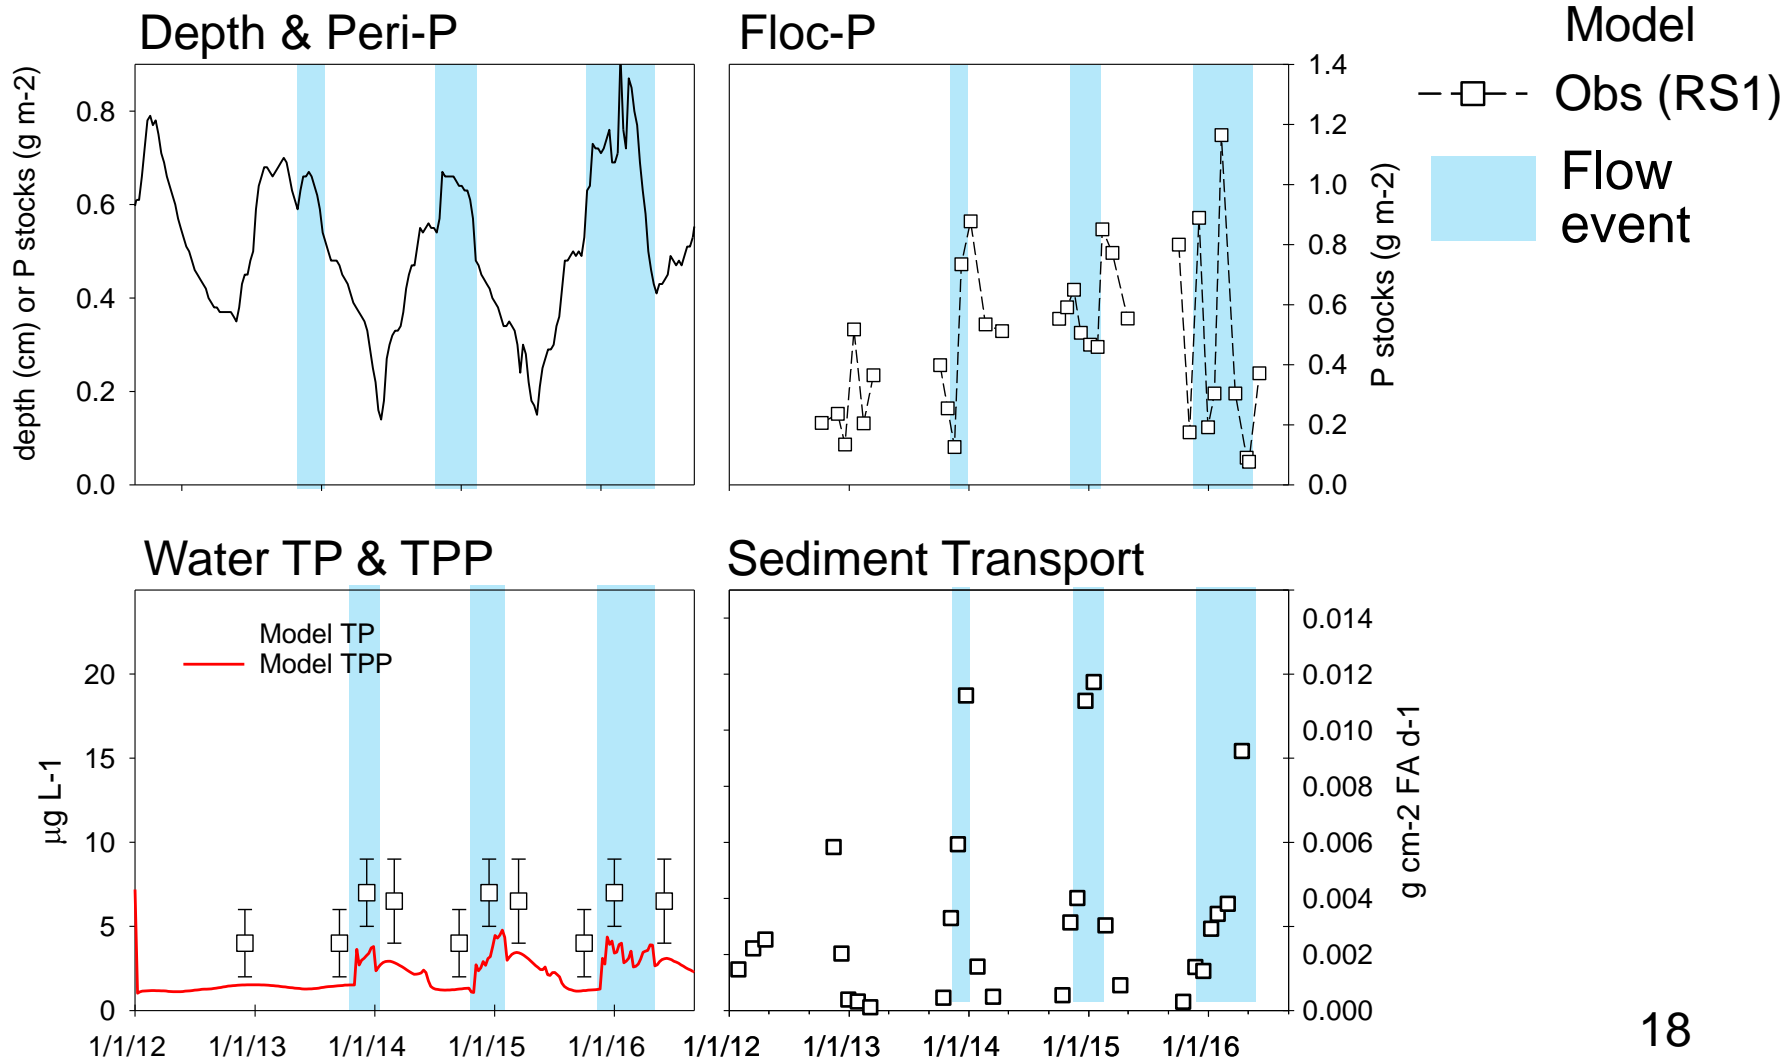 Depth & Peri-P
Floc-P
Model
Obs (RS1)
Flow
event
depth (cm) or P stocks (g m-2)
0.8
0.6
0.4
0.2
0.0
1.4
1.2
1.0
0.8
0.6
0.4
0.2
0.0
P stocks (g m-2)
Water TP & TPP
Sediment Transport
Model TP
Model TPP
µg L-1
20
15
10
5
0
0.014
0.012
0.010
0.008
0.006
0.004
0.002
0.000
g cm-2 FA d-1
1/1/12 1/1/13 1/1/14 1/1/15 1/1/16
1/1/12 1/1/13 1/1/14 1/1/15 1/1/16
18